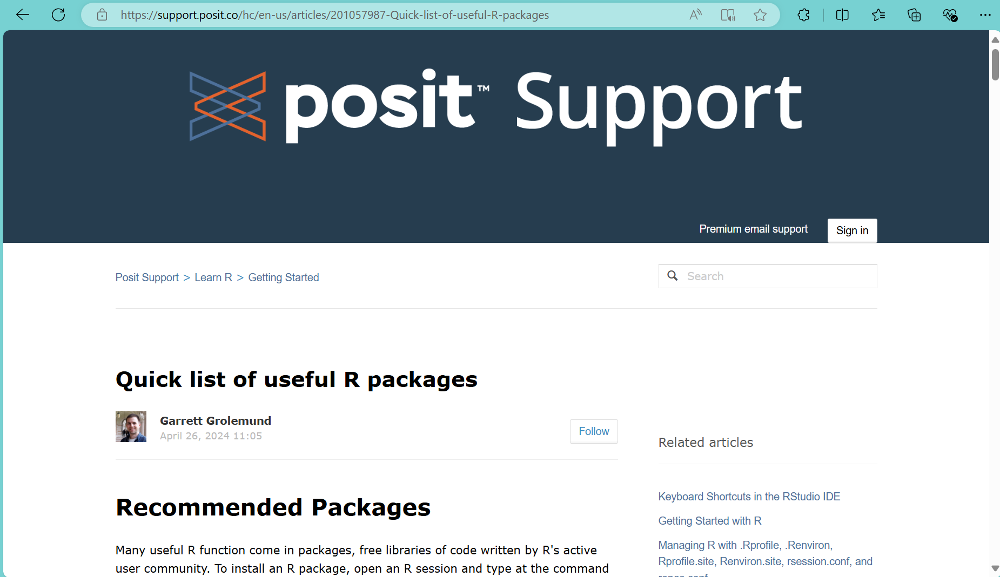 https://support.posit.co/hc/en-us/articles/201057987-Quick-list-of-useful-R-packages
posit™ Support
Premium email support
Sign in
Posit Support > Learn R > Getting Started
Search
Quick list of useful R packages
Garrett Grolemund
April 26, 2024 11:05
Follow
Related articles
Recommended Packages
Keyboard Shortcuts in the RStudio IDE
Getting Started with R
Many useful R function come in packages, free libraries of code written by R's active
user community. To install an R package, open an R session and type at the command
Managing R with .Rprofile, .Renviron,
Rprofile.site, Renviron.site, rsession.conf, and